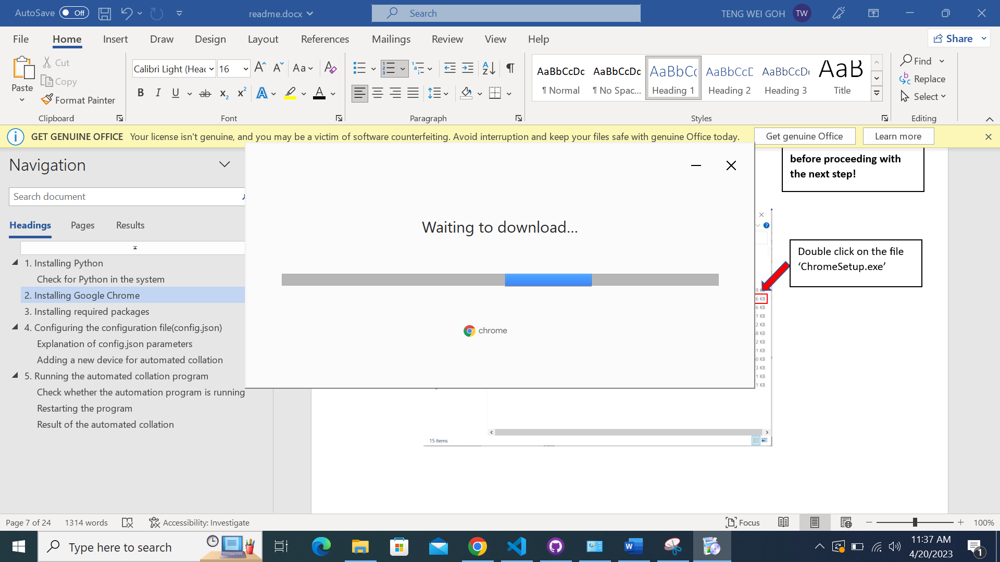 AutoSave Off readme.docx Search TENG WEI GOH TW
File Home Insert Draw Design Layout References Mailings Review View Help Share
Paste Cut Copy Format Painter
Clipboard
Calibri Light (Head 16 Aa
B I U ab x₂ x² A A
Font
Paragraph
AaBbCcDc AaBbCcDc AaBbCc AaBbCcD AaBbCcDc AaB
¶ Normal ¶ No Spac... Heading 1 Heading 2 Heading 3 Title
Styles
Find
Replace
Select
Editing
GET GENUINE OFFICE Your license isn't genuine, and you may be a victim of software counterfeiting. Avoid interruption and keep your files safe with genuine Office today. Get genuine Office Learn more
Navigation
Search document
Headings Pages Results
1. Installing Python
Check for Python in the system
2. Installing Google Chrome
3. Installing required packages
4. Configuring the configuration file(config.json)
Explanation of config.json parameters
Adding a new device for automated collation
5. Running the automated collation program
Check whether the automation program is running
Restarting the program
Result of the automated collation
Waiting to download...
chrome
before proceeding with
the next step!
Double click on the file
‘ChromeSetup.exe’
9 KB
6 KB
6 KB
1 KB
2 KB
8 KB
2 KB
1 KB
0 KB
3 KB
1 KB
1 KB
15 items
Page 7 of 24 1314 words Accessibility: Investigate Focus 100%
Type here to search
11:37 AM
4/20/2023
1